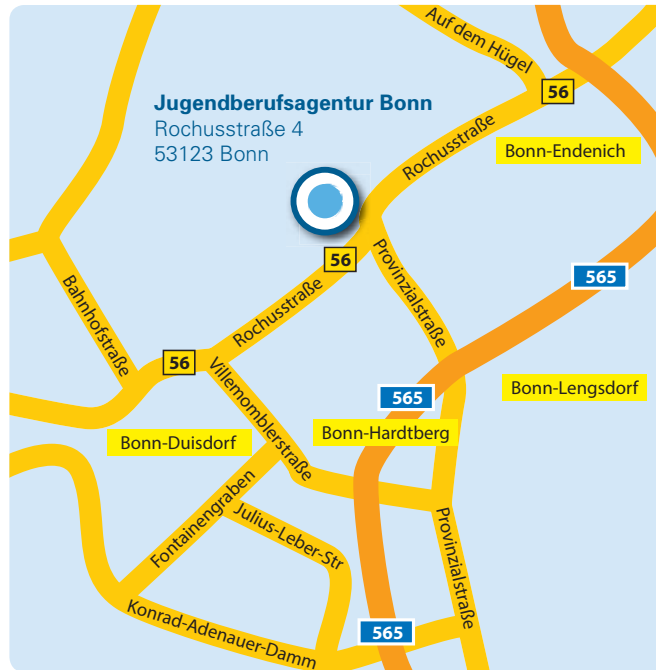 Auf dem Hügel
56
Jugendberufsagentur Bonn
Rochusstraße 4
53123 Bonn
Rochusstraße
Bonn-Endenich
56
Provinzialstraße
565
Bahnhofstraße
Rochusstraße
56
Villemomblerstraße
565
Bonn-Lengsdorf
Bonn-Duisdorf
Bonn-Hardtberg
Fontainengraben
Julius-Leber-Str
Provinzialstraße
Konrad-Adenauer-Damm
565